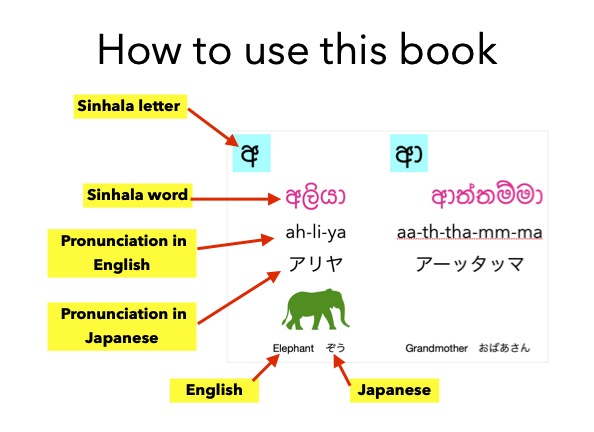 How to use this book
Sinhala letter
අ
ආ
Sinhala word
අලියා
ආත්තම්මා
Pronunciation in
English
ah-li-ya
aa-th-tha-mm-ma
Pronunciation in
Japanese
アリヤ
アーッタッマ
Elephant ぞう
Grandmother おばあさん
English
Japanese